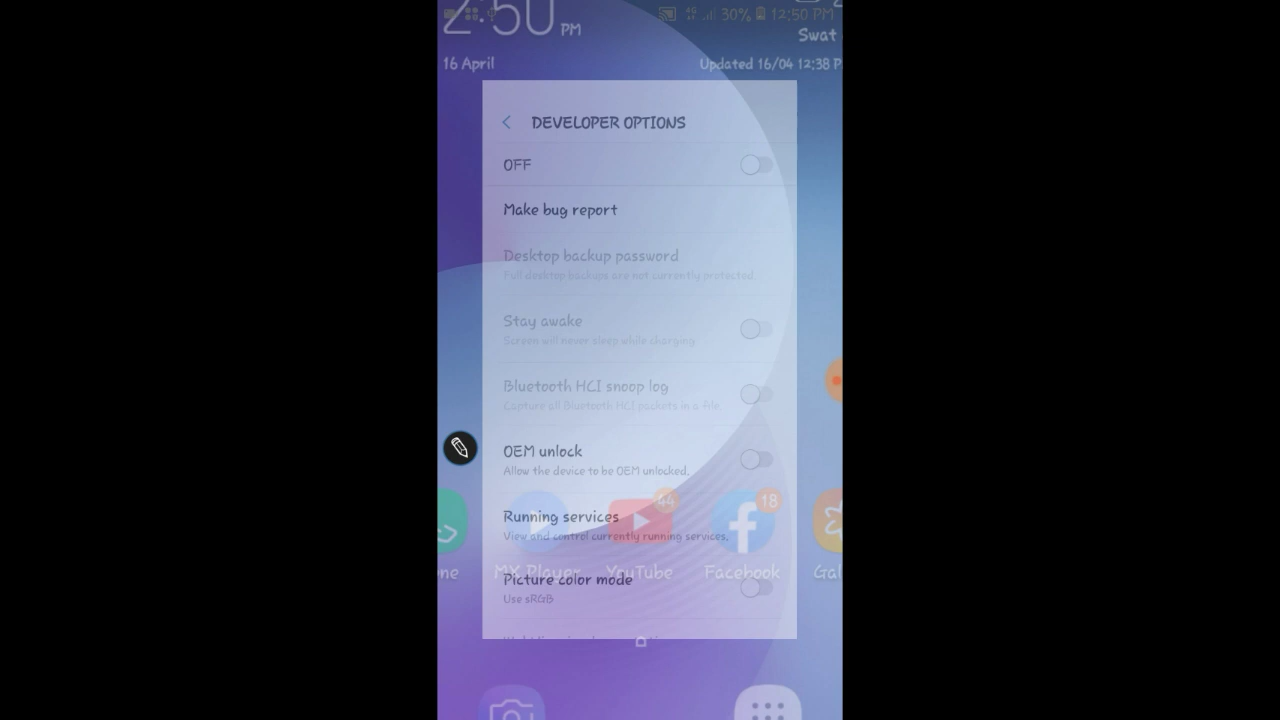 2:50 PM
4G 30% 12:50 PM
Swat
16 April
Updated 16/04 12:38 P
DEVELOPER OPTIONS
OFF
Make bug report
Desktop backup password
Full desktop backups are not currently protected.
Stay awake
Screen will never sleep while charging
Bluetooth HCI snoop log
Capture all Bluetooth HCI packets in a file.
OEM unlock
Allow the device to be OEM unlocked.
44
18
Running services
View and control currently running services.
ne
MX Player
YouTube
Facebook
Gal
Picture color mode
Use sRGB